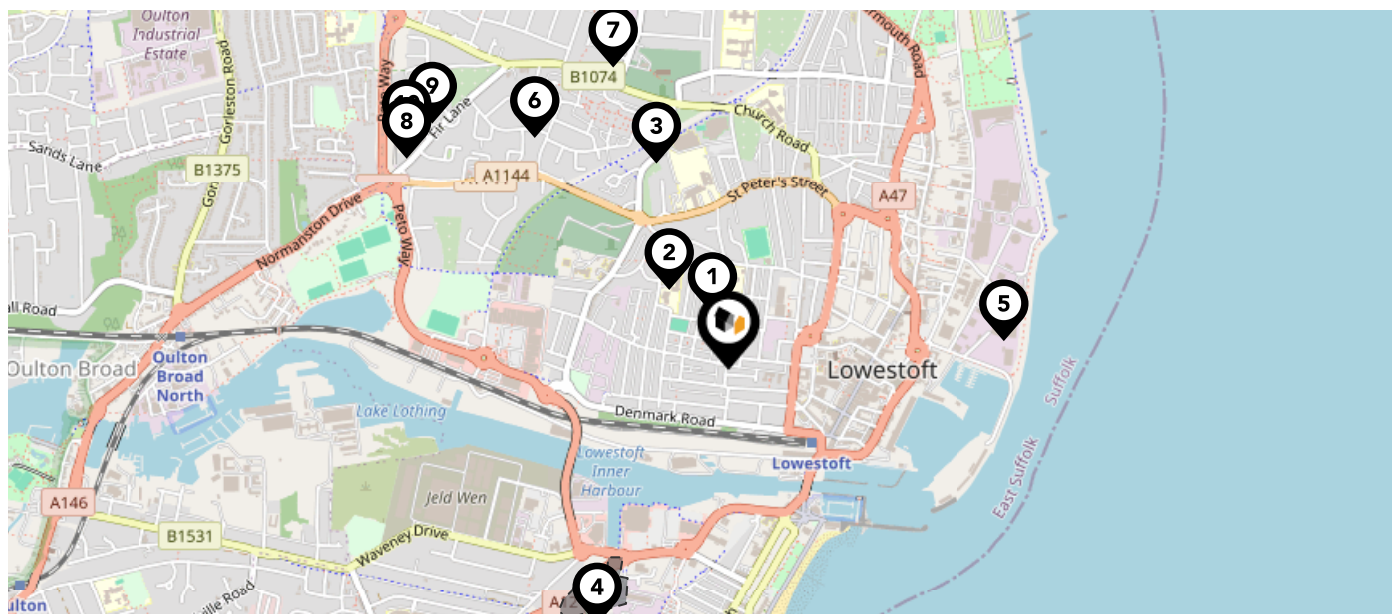 Oulton
Industrial
Estate
Gorleston Road
Yarmouth Road
7
B1074
9
6
8
Fir Lane
3
Church Road
Sands Lane
B1375
A1144
St Peter's Street
A47
Normanston Drive
Peto Way
2
1
5
Oulton
Broad
North
Oulton Broad
Lowestoft
Suffolk
Lake Lothing
Denmark Road
Lowestoft
Inner
Harbour
Lowestoft
East Suffolk
Jeld Wen
A146
B1531
Waveney Drive
4